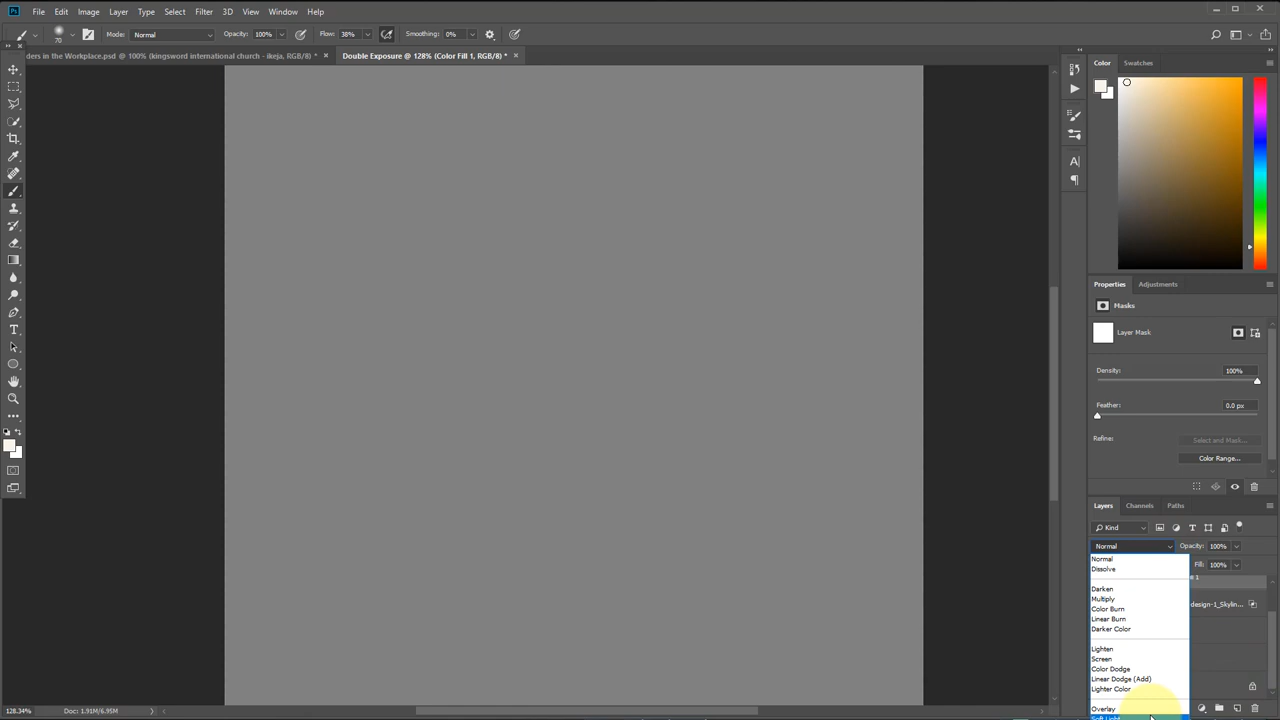 Ps File Edit Image Layer Type Select Filter 3D View Window Help
70 Mode: Normal Opacity: 100% Flow: 38% Smoothing: 0%
ders in the Workplace.psd @ 100% (kingsword international church - ikeja, RGB/8) * Double Exposure @ 128% (Color Fill 1, RGB/8) *
Color Swatches
Properties Adjustments
Masks
Layer Mask
Density: 100%
Feather: 0.0 px
Refine: Select and Mask...
Color Range...
Layers Channels Paths
Kind
Normal Opacity: 100%
Normal Fill: 100%
Dissolve
Darken
Multiply
Color Burn
Linear Burn
Darker Color
Lighten
Screen
Color Dodge
Linear Dodge (Add)
Lighter Color
Overlay
Soft Light
e 1
design-1_Skylin...
128.34% Doc: 1.91M/6.95M